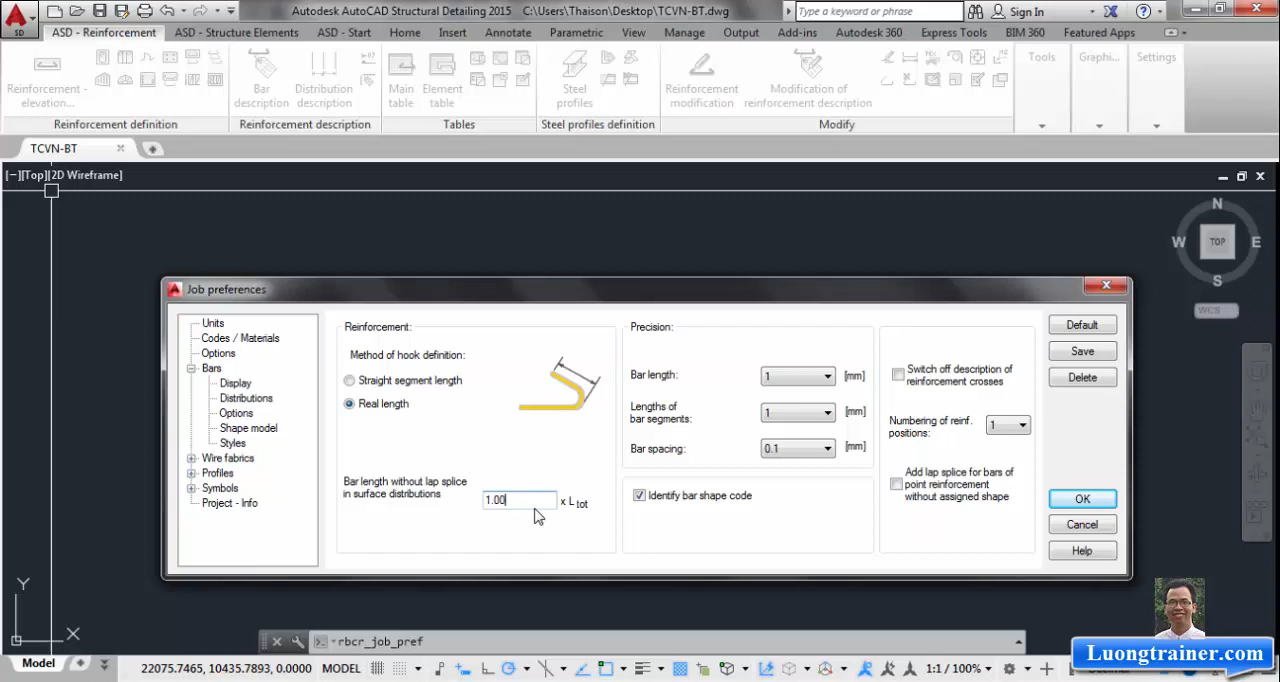 Autodesk AutoCAD Structural Detailing 2015 C:\Users\Thaison\Desktop\TCVN-BT.dwg
Type a keyword or phrase
Sign In
SD
ASD - Reinforcement
ASD - Structure Elements
ASD - Start
Home
Insert
Annotate
Parametric
View
Manage
Output
Add-ins
Autodesk 360
Express Tools
BIM 360
Featured Apps
Reinforcement -
elevation...
Bar
description
Distribution
description
Main
table
Element
table
Steel
profiles
Reinforcement
modification
Modification of
reinforcement description
Tools
Graphi...
Settings
Reinforcement definition
Reinforcement description
Tables
Steel profiles definition
Modify
TCVN-BT
[−][Top][2D Wireframe]
N
W
TOP
E
S
WCS
Job preferences
Units
Codes / Materials
Options
Bars
Display
Distributions
Options
Shape model
Styles
Wire fabrics
Profiles
Symbols
Project - Info
Reinforcement:
Method of hook definition:
Straight segment length
Real length
Bar length without lap splice
in surface distributions
1.00
x L tot
Precision:
Bar length:
1
[mm]
Lengths of
bar segments:
1
[mm]
Bar spacing:
0.1
[mm]
Identify bar shape code
Switch off description of
reinforcement crosses
Numbering of reinf.
positions:
1
Add lap splice for bars of
point reinforcement
without assigned shape
Default
Save
Delete
OK
Cancel
Help
Y
X
rbcr_job_pref
Luongtrainer.com
Model
22075.7465, 10435.7893, 0.0000
MODEL
1:1 / 100%